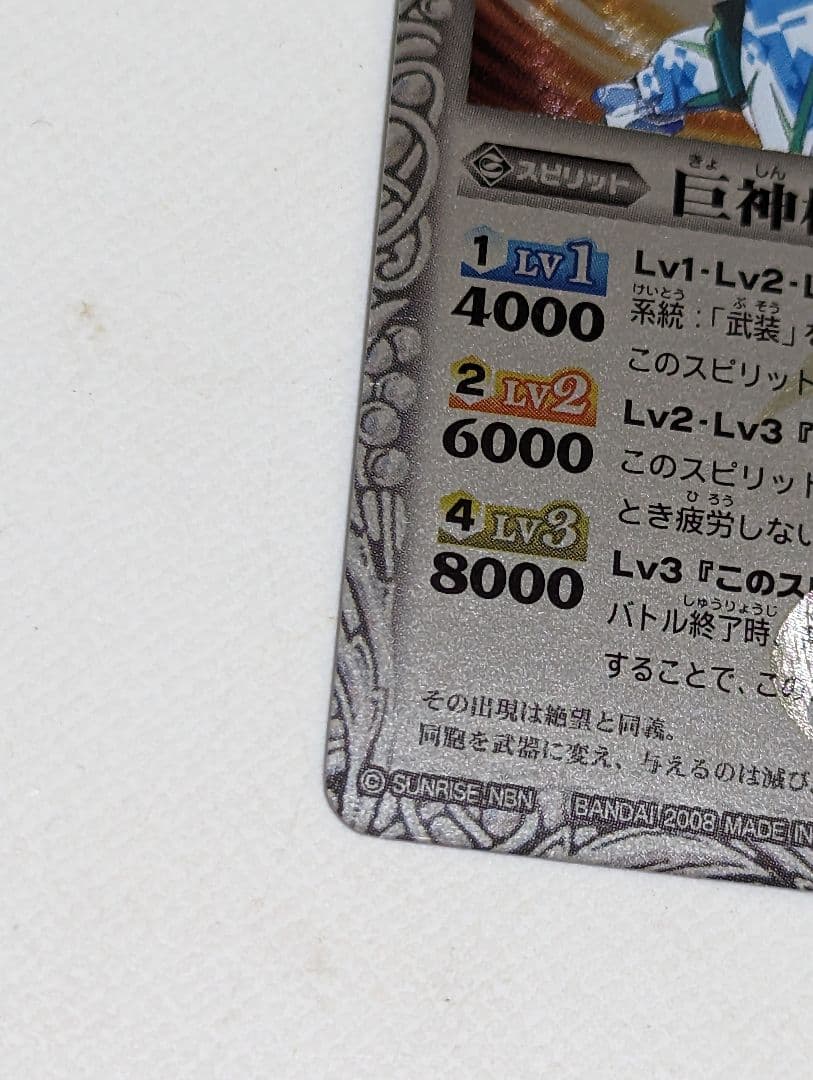 スピリット
きょ しん
巨神
1 LV1
4000
2 LV2
6000
4 LV3
8000
Lv1・Lv2・L
けいとう ぶそう
系統:「武装」
このスピリット
Lv2・Lv3『
このスピリット
ひろう
とき疲労しない
Lv3『このス
しゅうりょうじ
バトル終了時、
することで、この
その出現は絶望と同義。
同胞を武器に変え、与えるのは滅び。
© SUNRISE NBN BANDAI 2008 MADE IN